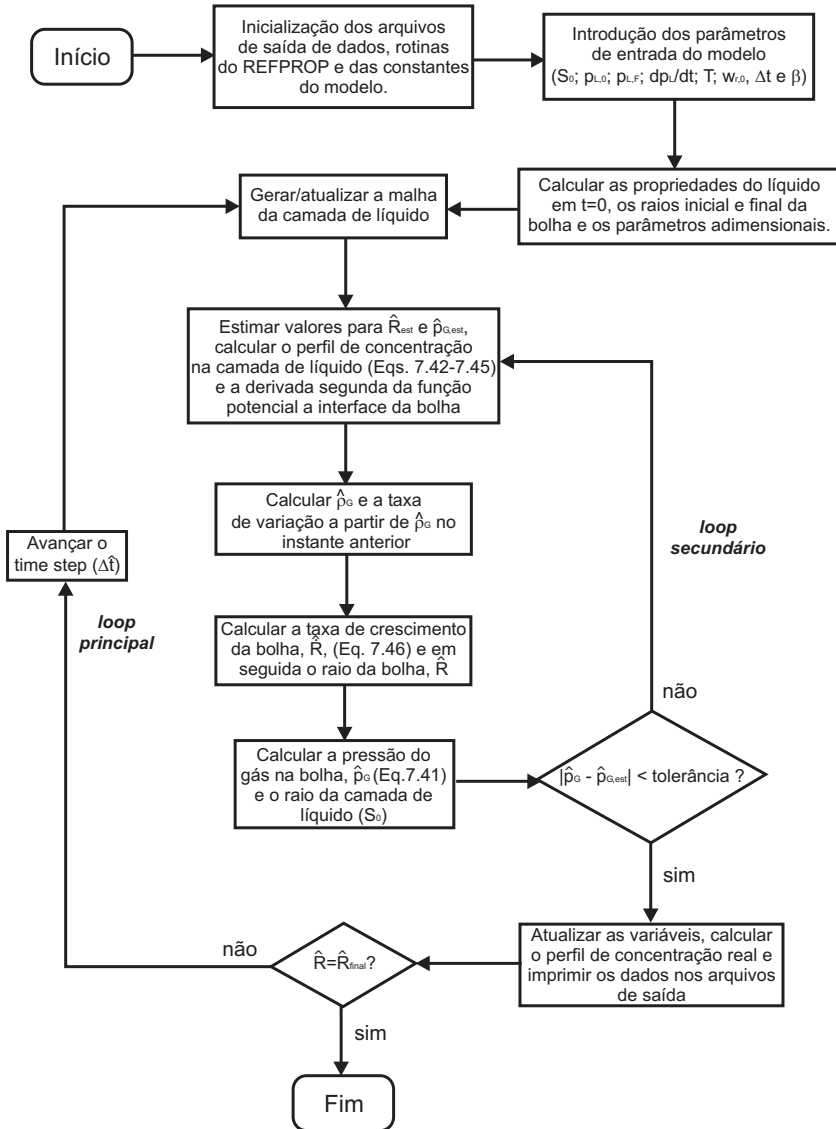 Início
Inicialização dos arquivos
de saída de dados, rotinas
do REFPROP e das constantes
do modelo.
Introdução dos parâmetros
de entrada do modelo
(S₀; p_L,0; p_L,F; dp_L/dt; T; w_r,0, Δt e β)
Calcular as propriedades do líquido
em t=0, os raios inicial e final da
bolha e os parâmetros adimensionais.
Gerar/atualizar a malha
da camada de líquido
Estimar valores para R̂est e p̂G,est,
calcular o perfil de concentração
na camada de líquido (Eqs. 7.42-7.45)
e a derivada segunda da função
potencial a interface da bolha
Calcular ρ̂G e a taxa
de variação a partir de ρ̂G no
instante anterior
loop
secundário
Avançar o
time step (Δt̂)
loop
principal
Calcular a taxa de crescimento
da bolha, R̂̇, (Eq. 7.46) e em
seguida o raio da bolha, R̂
não
Calcular a pressão do
gás na bolha, p̂G (Eq.7.41)
e o raio da camada de
líquido (S₀)
|p̂G - p̂G,est| < tolerância ?
sim
Atualizar as variáveis, calcular
o perfil de concentração real e
imprimir os dados nos arquivos
de saída
não
R̂=R̂final?
sim
Fim